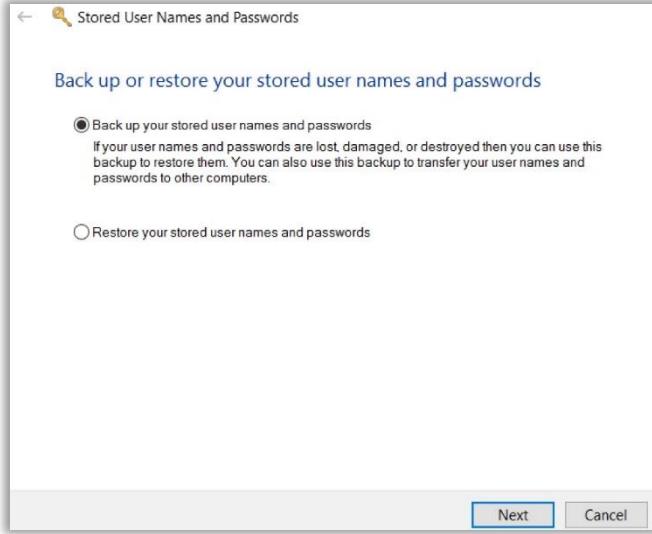 Stored User Names and Passwords
Back up or restore your stored user names and passwords
Back up your stored user names and passwords
If your user names and passwords are lost, damaged, or destroyed then you can use this
backup to restore them. You can also use this backup to transfer your user names and
passwords to other computers.
Restore your stored user names and passwords
Next Cancel